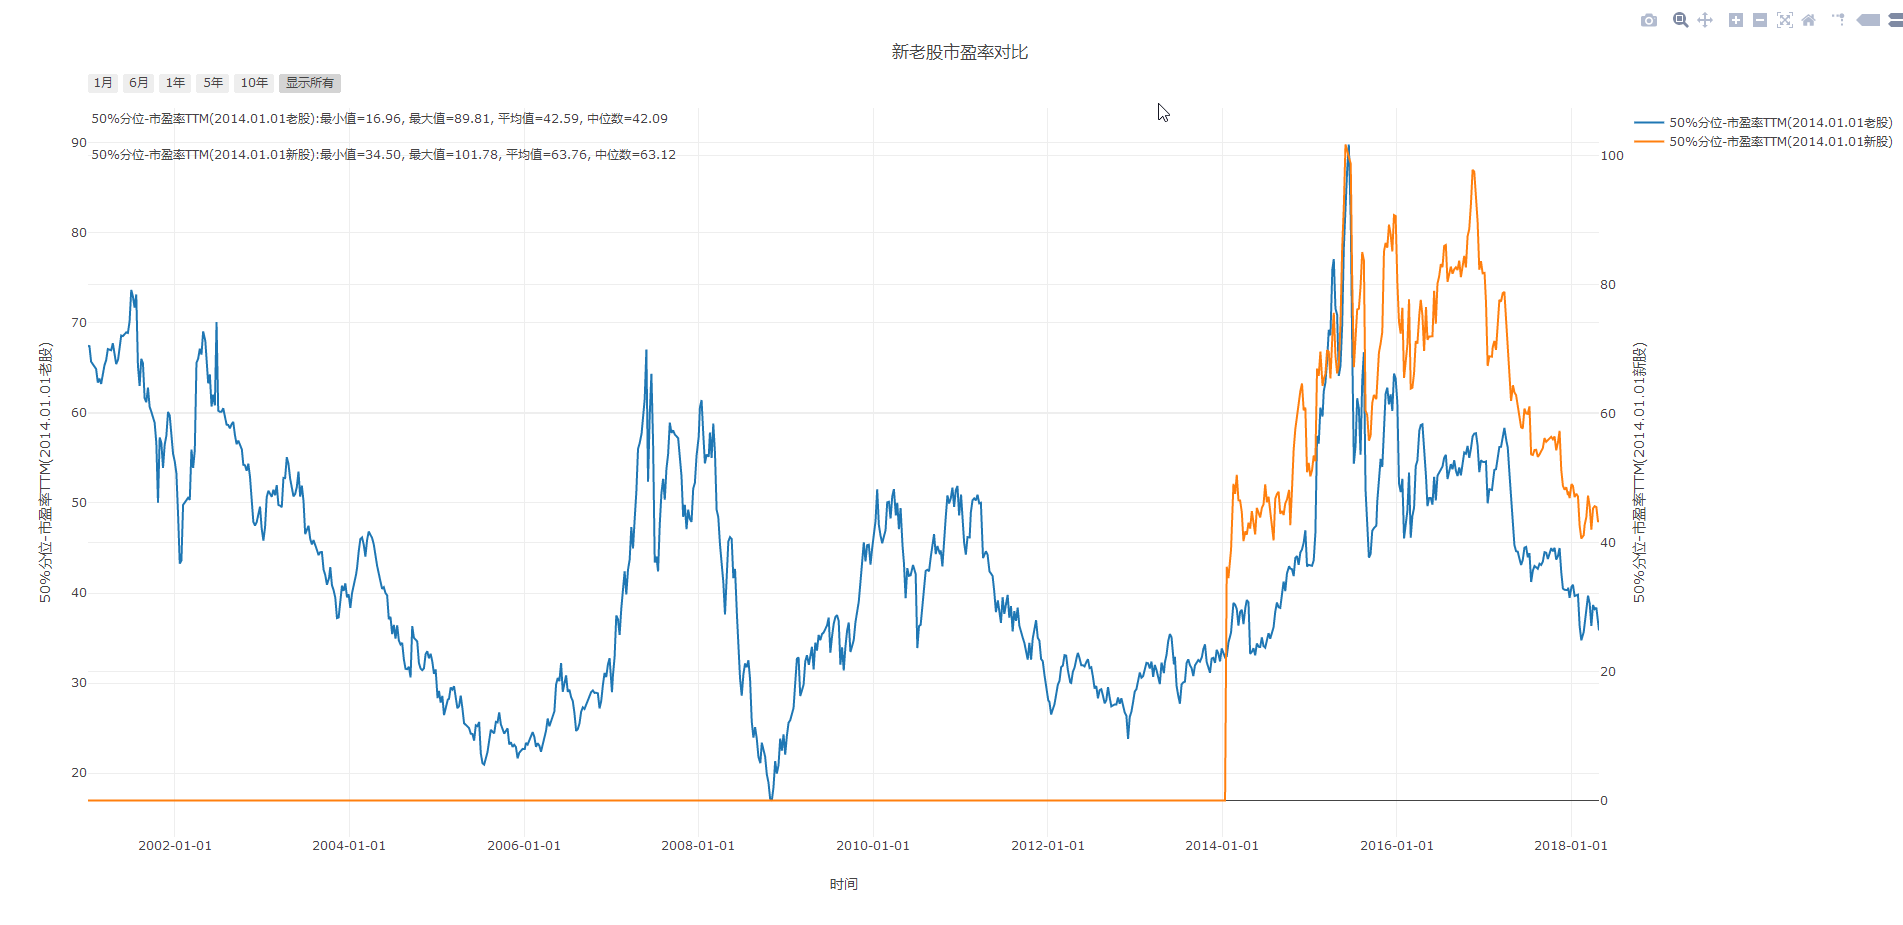 新老股市盈率对比
1月 6月 1年 5年 10年 显示所有
50%分位-市盈率TTM(2014.01.01老股):最小值=16.96, 最大值=89.81, 平均值=42.59, 中位数=42.09
50%分位-市盈率TTM(2014.01.01新股):最小值=34.50, 最大值=101.78, 平均值=63.76, 中位数=63.12
50%分位-市盈率TTM(2014.01.01老股)
50%分位-市盈率TTM(2014.01.01新股)
90
80
70
60
50
40
30
20
50%分位-市盈率TTM(2014.01.01老股)
100
80
60
40
20
0
50%分位-市盈率TTM(2014.01.01新股)
2002-01-01 2004-01-01 2006-01-01 2008-01-01 2010-01-01 2012-01-01 2014-01-01 2016-01-01 2018-01-01
时间